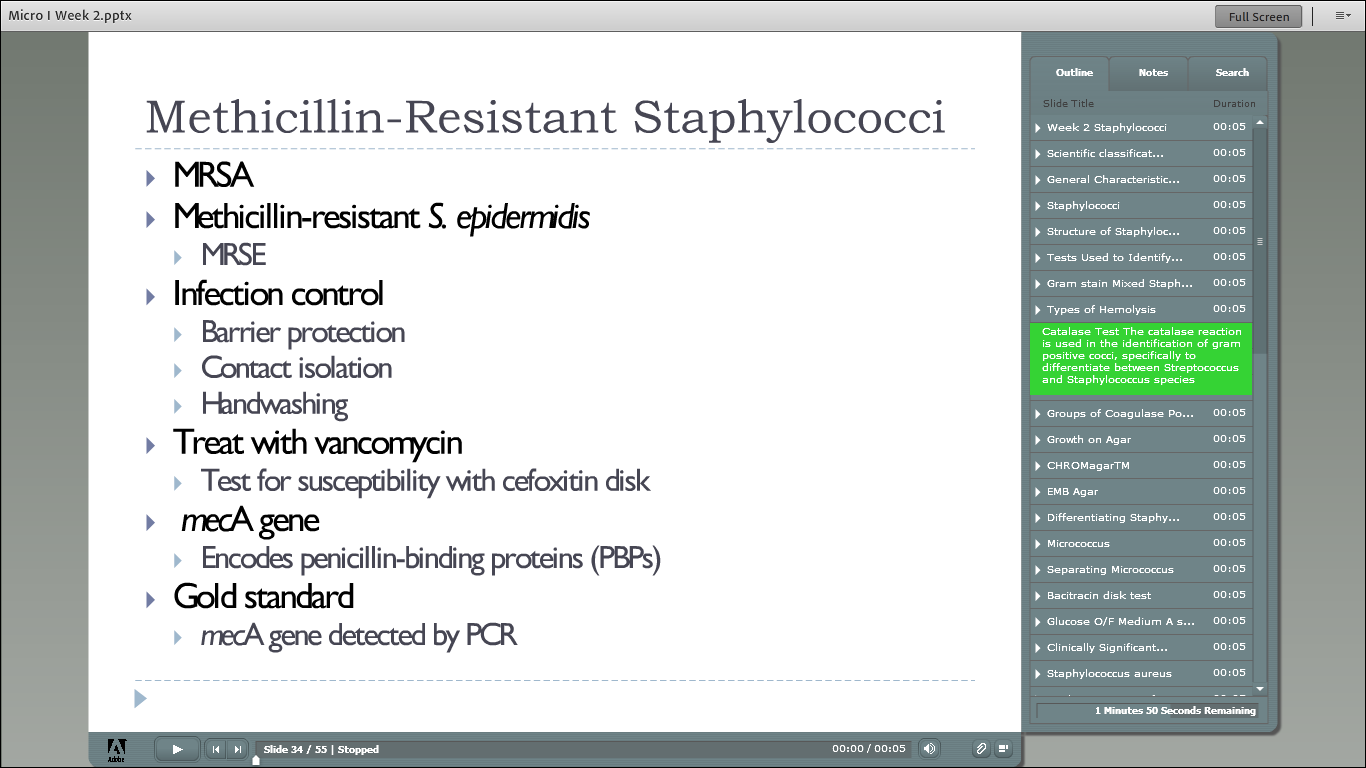 Micro I Week 2.pptx
Full Screen
Methicillin-Resistant Staphylococci
MRSA
Methicillin-resistant S. epidermidis
MRSE
Infection control
Barrier protection
Contact isolation
Handwashing
Treat with vancomycin
Test for susceptibility with cefoxitin disk
mecA gene
Encodes penicillin-binding proteins (PBPs)
Gold standard
mecA gene detected by PCR
Outline Notes Search
Slide Title Duration
Week 2 Staphylococci 00:05
Scientific classificat... 00:05
General Characteristic... 00:05
Staphylococci 00:05
Structure of Staphyloc... 00:05
Tests Used to Identify... 00:05
Gram stain Mixed Staph... 00:05
Types of Hemolysis 00:05
Catalase Test The catalase reaction
is used in the identification of gram
positive cocci, specifically to
differentiate between Streptococcus
and Staphylococcus species
Groups of Coagulase Po... 00:05
Growth on Agar 00:05
CHROMagarTM 00:05
EMB Agar 00:05
Differentiating Staphy... 00:05
Micrococcus 00:05
Separating Micrococcus 00:05
Bacitracin disk test 00:05
Glucose O/F Medium A s... 00:05
Clinically Significant... 00:05
Staphylococcus aureus 00:05
1 Minutes 50 Seconds Remaining
Adobe
Slide 34 / 55 | Stopped 00:00 / 00:05